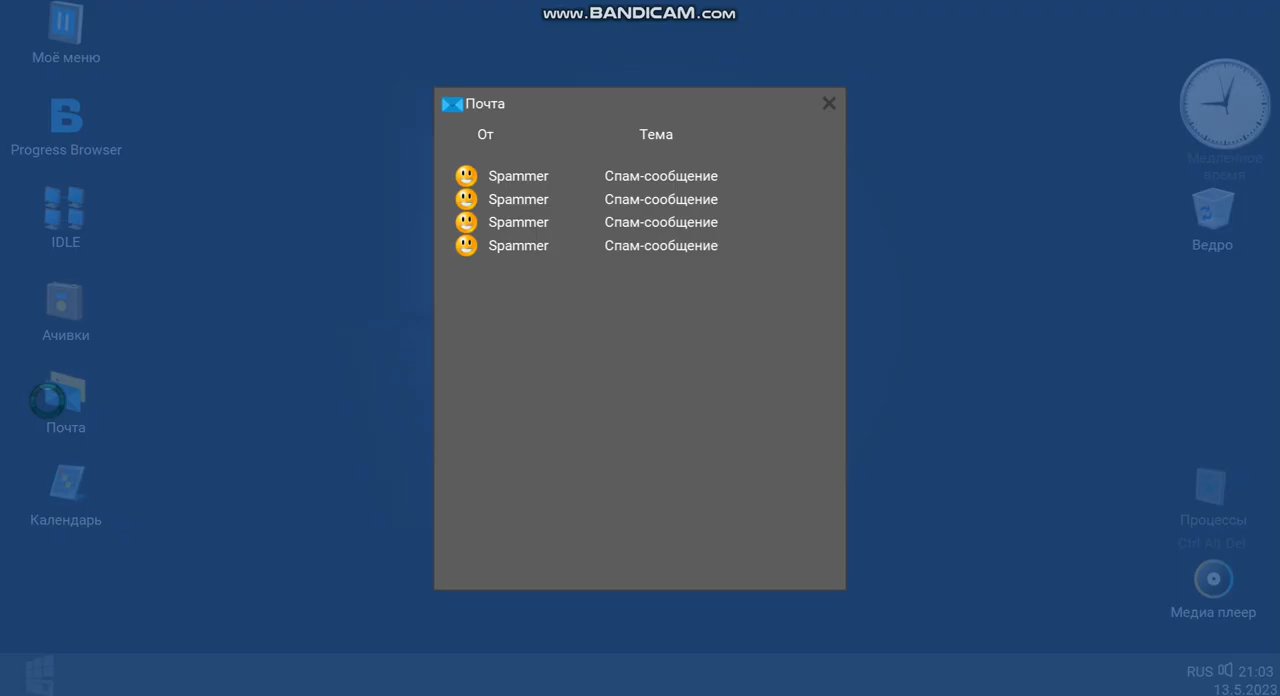 www.BANDICAM.com
Моё меню
Progress Browser
IDLE
Ачивки
Почта
Календарь
Почта
От Тема
Spammer Спам-сообщение
Spammer Спам-сообщение
Spammer Спам-сообщение
Spammer Спам-сообщение
Медленное
время
Ведро
Процессы
Ctrl Alt Del
Медиа плеер
RUS 21:03
13.5.2023